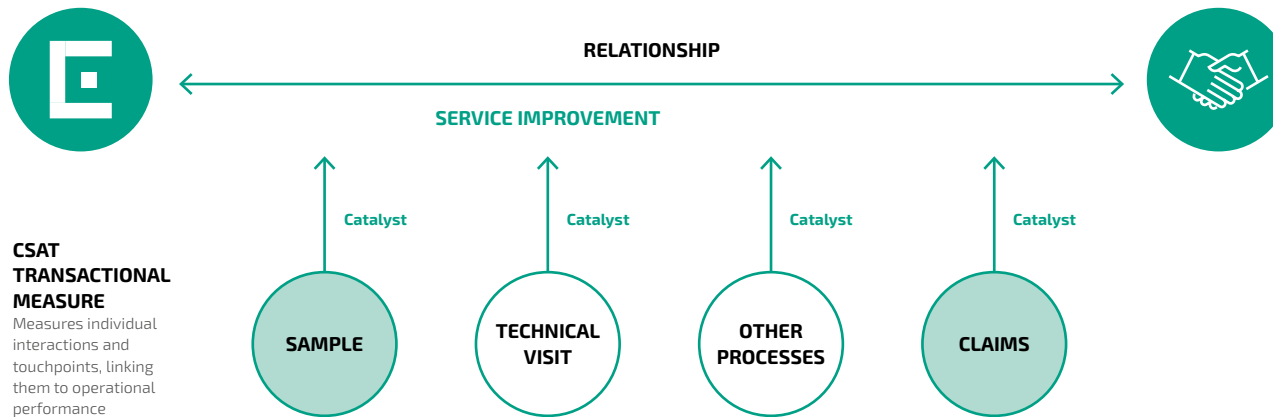 RELATIONSHIP
SERVICE IMPROVEMENT
Catalyst
Catalyst
Catalyst
Catalyst
CSAT
TRANSACTIONAL
MEASURE
Measures individual
interactions and
touchpoints, linking
them to operational
performance
SAMPLE
TECHNICAL
VISIT
OTHER
PROCESSES
CLAIMS